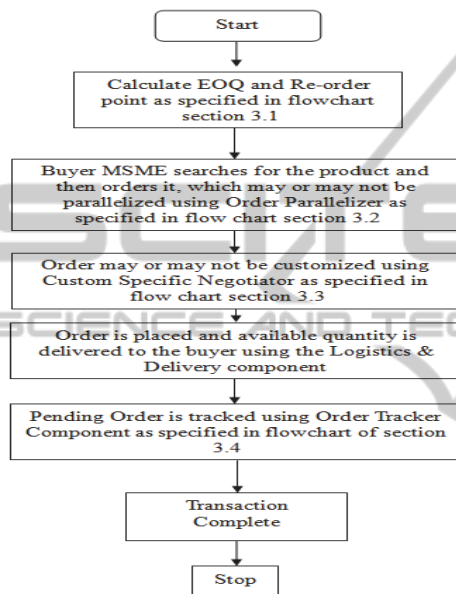 Start
Calculate EOQ and Re-order
point as specified in flowchart
section 3.1
Buyer MSME searches for the product and
then orders it, which may or may not be
parallelized using Order Parallelizer as
specified in flow chart section 3.2
Order may or may not be customized using
Custom Specific Negotiator as specified in
flow chart section 3.3
Order is placed and available quantity is
delivered to the buyer using the Logistics &
Delivery component
Pending Order is tracked using Order Tracker
Component as specified in flowchart of section
3.4
Transaction
Complete
Stop